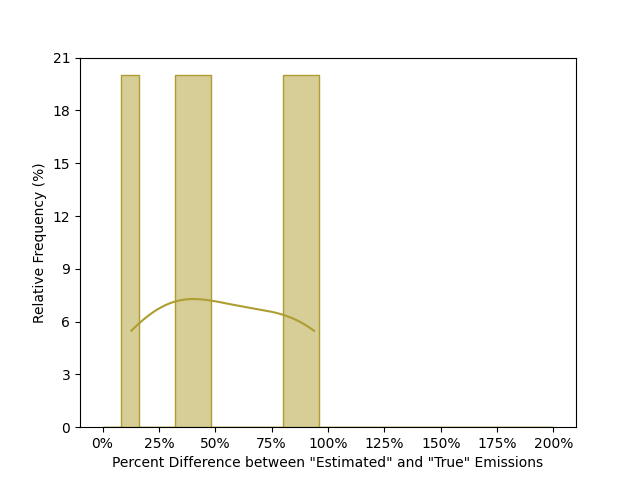 21
18
15
12
9
6
3
0
Relative Frequency (%)
0% 25% 50% 75% 100% 125% 150% 175% 200%
Percent Difference between "Estimated" and "True" Emissions